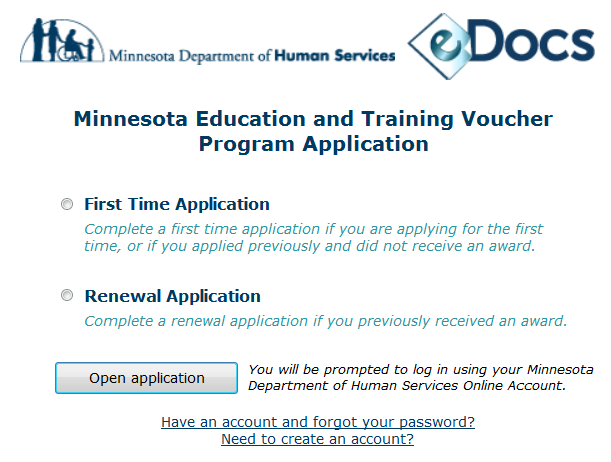 Minnesota Department of Human Services
eDocs
Minnesota Education and Training Voucher
Program Application
First Time Application
Complete a first time application if you are applying for the first
time, or if you applied previously and did not receive an award.
Renewal Application
Complete a renewal application if you previously received an award.
Open application
You will be prompted to log in using your Minnesota
Department of Human Services Online Account.
Have an account and forgot your password?
Need to create an account?